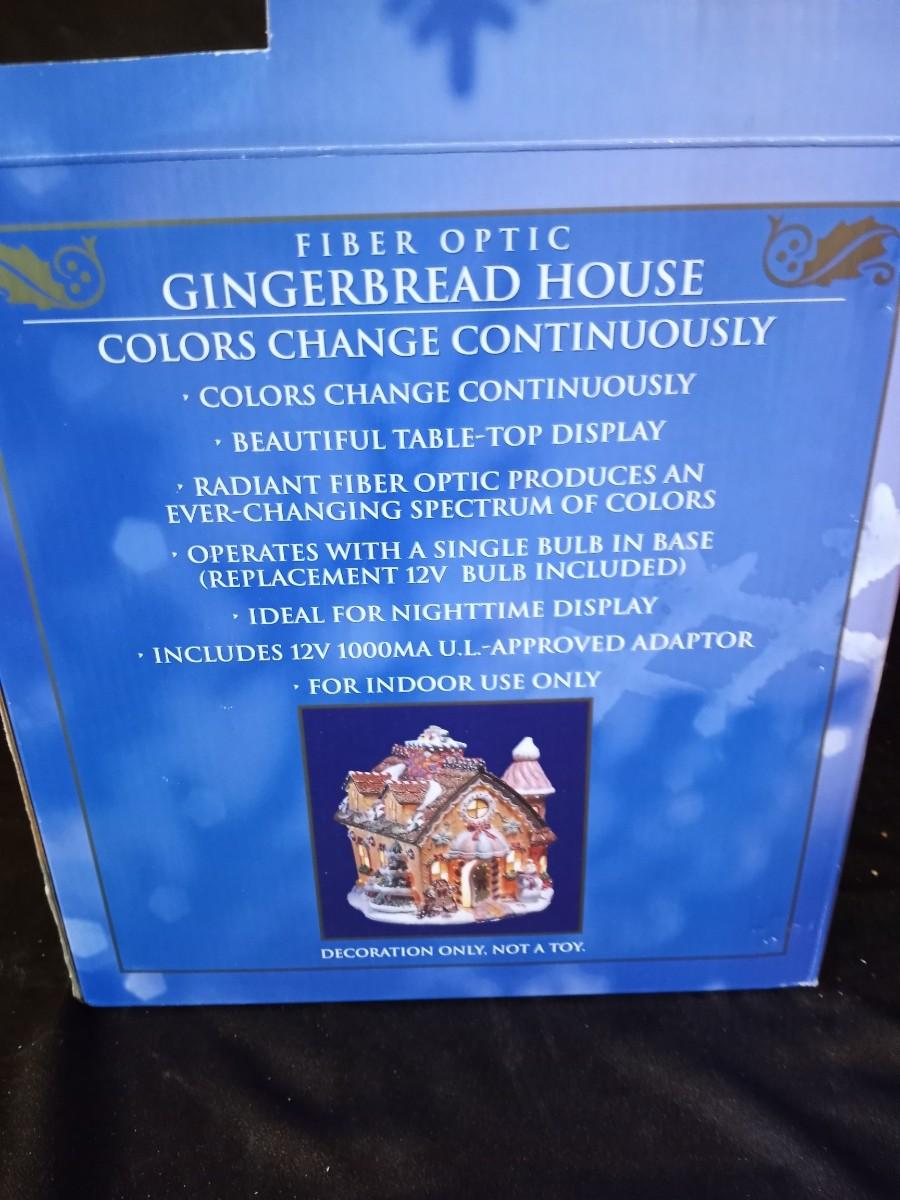 FIBER OPTIC
GINGERBREAD HOUSE
COLORS CHANGE CONTINUOUSLY
· COLORS CHANGE CONTINUOUSLY
· BEAUTIFUL TABLE-TOP DISPLAY
· RADIANT FIBER OPTIC PRODUCES AN
EVER-CHANGING SPECTRUM OF COLORS
· OPERATES WITH A SINGLE BULB IN BASE
(REPLACEMENT 12V BULB INCLUDED)
· IDEAL FOR NIGHTTIME DISPLAY
· INCLUDES 12V 1000MA U.L.-APPROVED ADAPTOR
· FOR INDOOR USE ONLY
DECORATION ONLY. NOT A TOY.